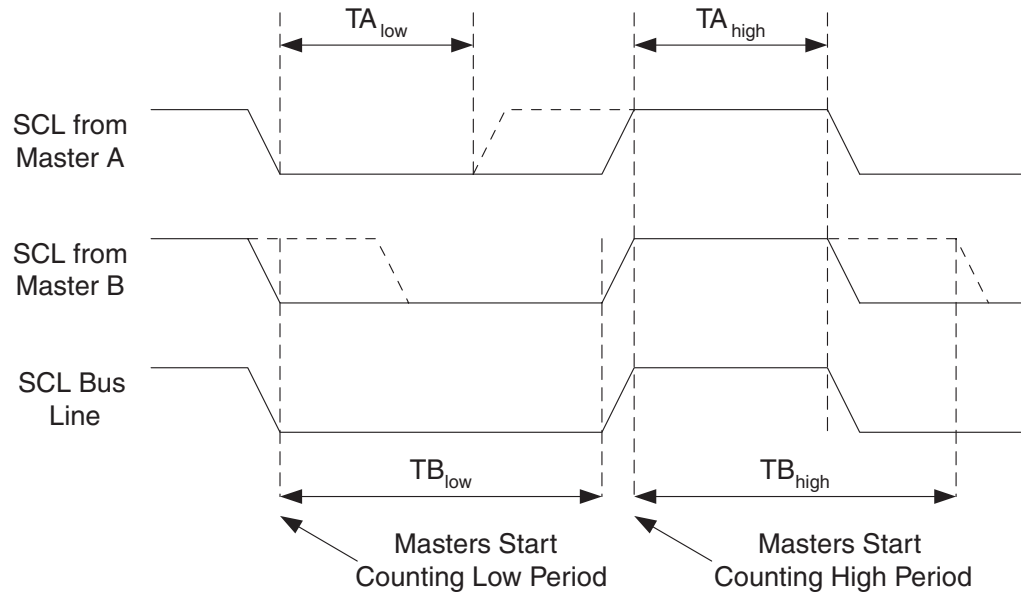 TA low
TA high
SCL from
Master A
SCL from
Master B
SCL Bus
Line
TB low
TB high
Masters Start
Counting Low Period
Masters Start
Counting High Period